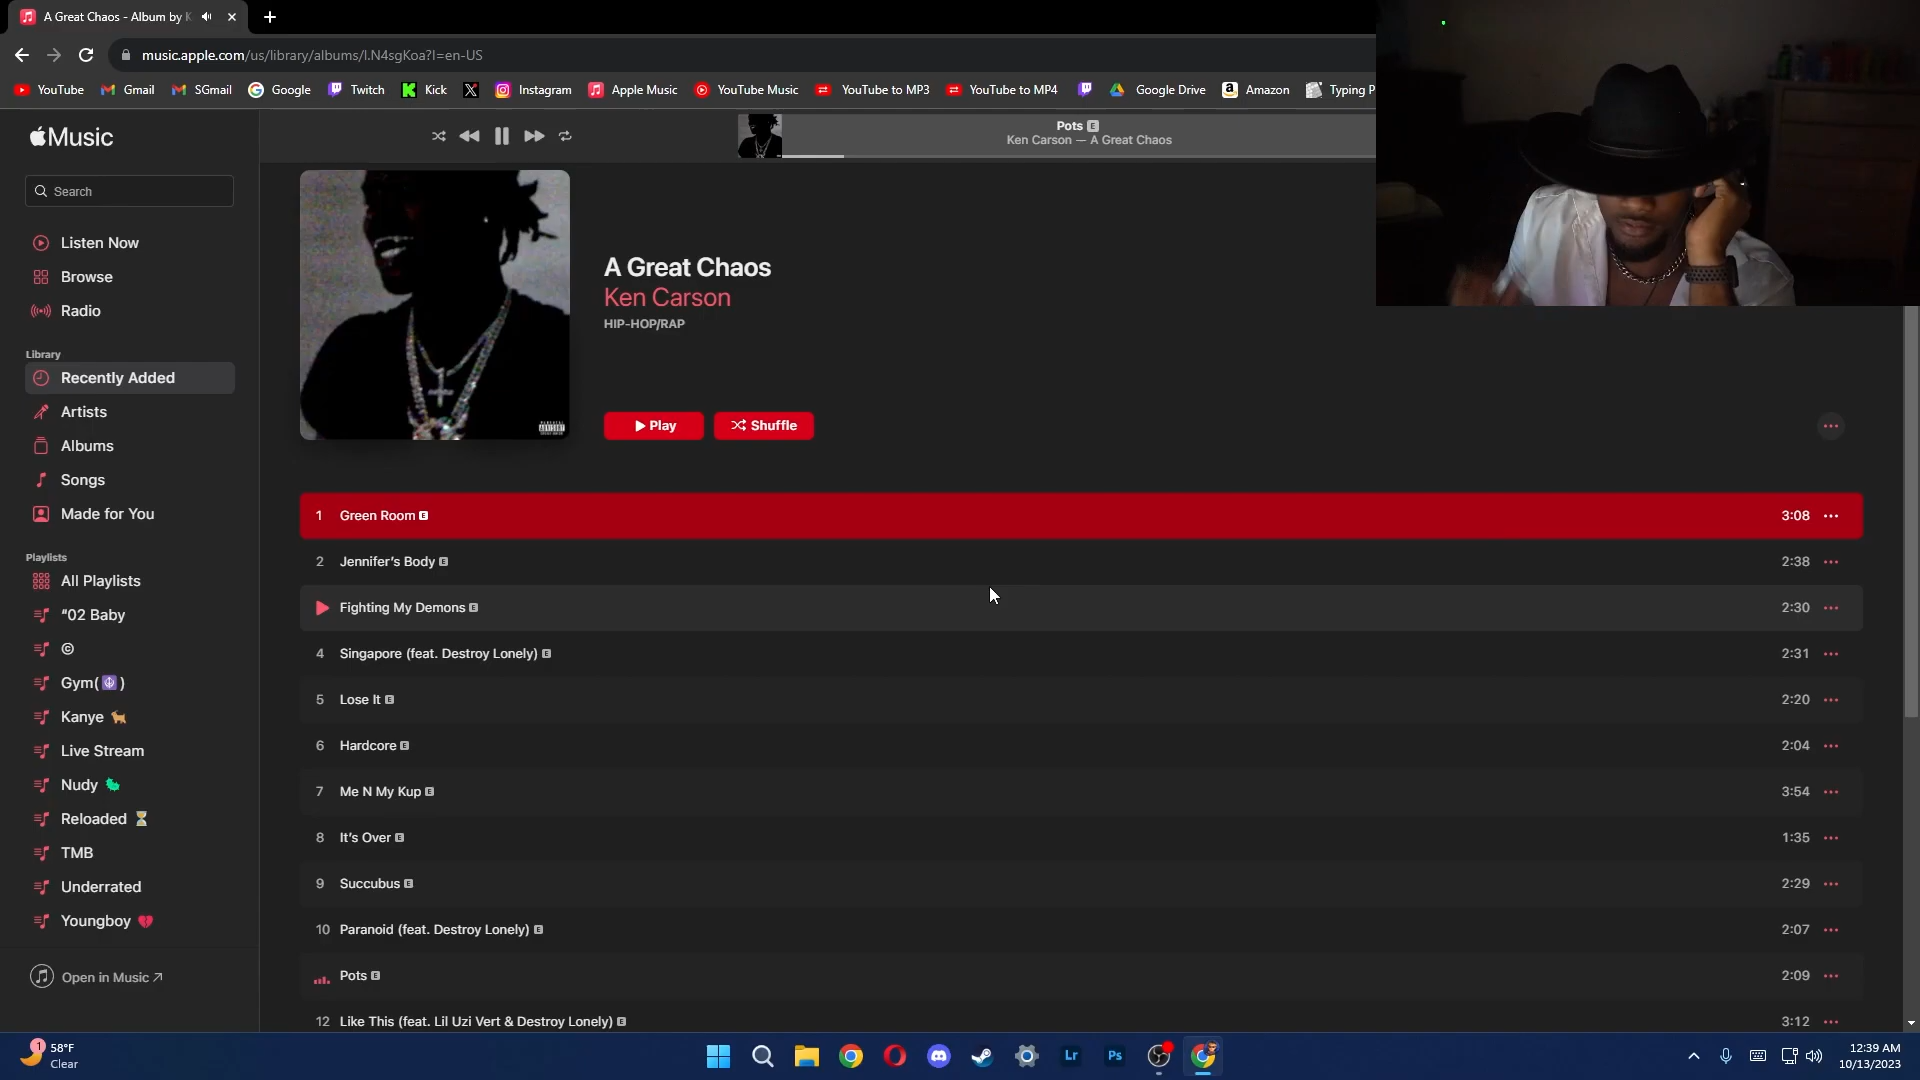 A Great Chaos - Album by K
music.apple.com/us/library/albums/l.N4sgKoa?l=en-US
YouTube
Gmail
SGmail
Google
Twitch
Kick
Instagram
Apple Music
YouTube Music
YouTube to MP3
YouTube to MP4
Google Drive
Amazon
Typing P
Music
Pots E
Ken Carson — A Great Chaos
Search
Listen Now
Browse
Radio
Library
Recently Added
Artists
Albums
Songs
Made for You
Playlists
All Playlists
“02 Baby
©
Gym(☮️)
Kanye 🐐
Live Stream
Nudy
Reloaded ⏳
TMB
Underrated
Youngboy 💔
Open in Music ↗
A Great Chaos
Ken Carson
HIP-HOP/RAP
Play
Shuffle
1 Green Room E 3:08
2 Jennifer’s Body E 2:38
Fighting My Demons E 2:30
4 Singapore (feat. Destroy Lonely) E 2:31
5 Lose It E 2:20
6 Hardcore E 2:04
7 Me N My Kup E 3:54
8 It’s Over E 1:35
9 Succubus E 2:29
10 Paranoid (feat. Destroy Lonely) E 2:07
Pots E 2:09
12 Like This (feat. Lil Uzi Vert & Destroy Lonely) E 3:12
1
58°F
Clear
Lr
Ps
12:39 AM
10/13/2023